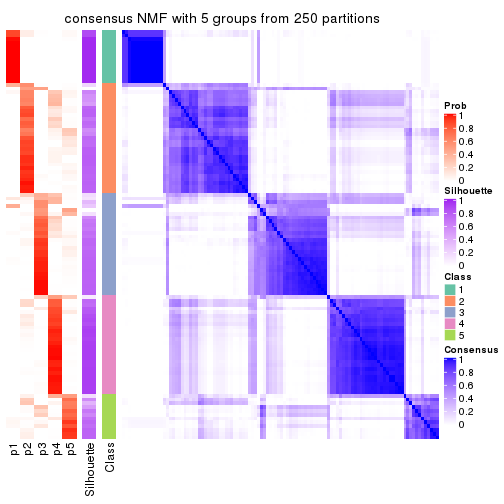 consensus NMF with 5 groups from 250 partitions
Prob
1
0.8
0.6
0.4
0.2
0
Silhouette
1
0.8
0.6
0.4
0.2
0
Class
1
2
3
4
5
Consensus
1
0.8
0.6
0.4
0.2
0
p1
p2
p3
p4
p5
Silhouette
Class